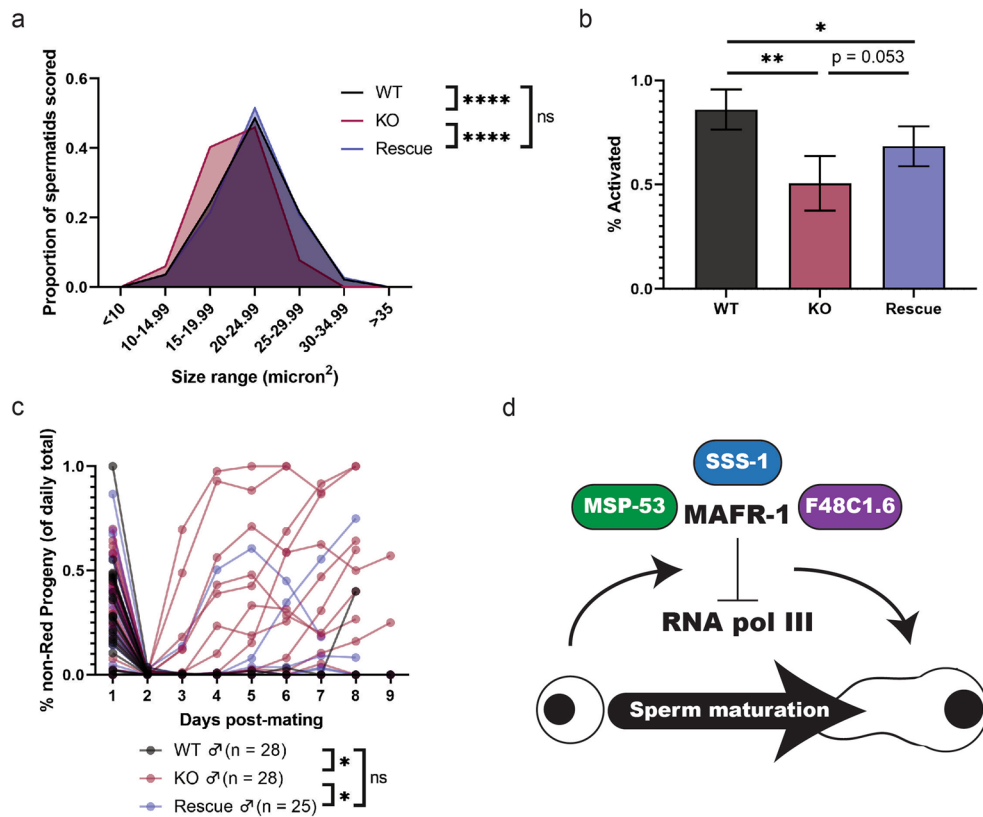 a
Proportion of spermatids scored
0.6
0.4
0.2
0.0
<10
10-14.99
15-19.99
20-24.99
25-29.99
30-34.99
>35
Size range (micron²)
WT
KO
Rescue
****
****
ns
b
% Activated
1.0
0.5
0.0
WT
KO
Rescue
*
**
p = 0.053
c
% non-Red Progeny (of daily total)
1.0
0.5
0.0
1 2 3 4 5 6 7 8 9
Days post-mating
WT ♂ (n = 28)
KO ♂ (n = 28)
Rescue ♂ (n = 25)
*
*
ns
d
SSS-1
MSP-53
MAFR-1
F48C1.6
RNA pol III
Sperm maturation